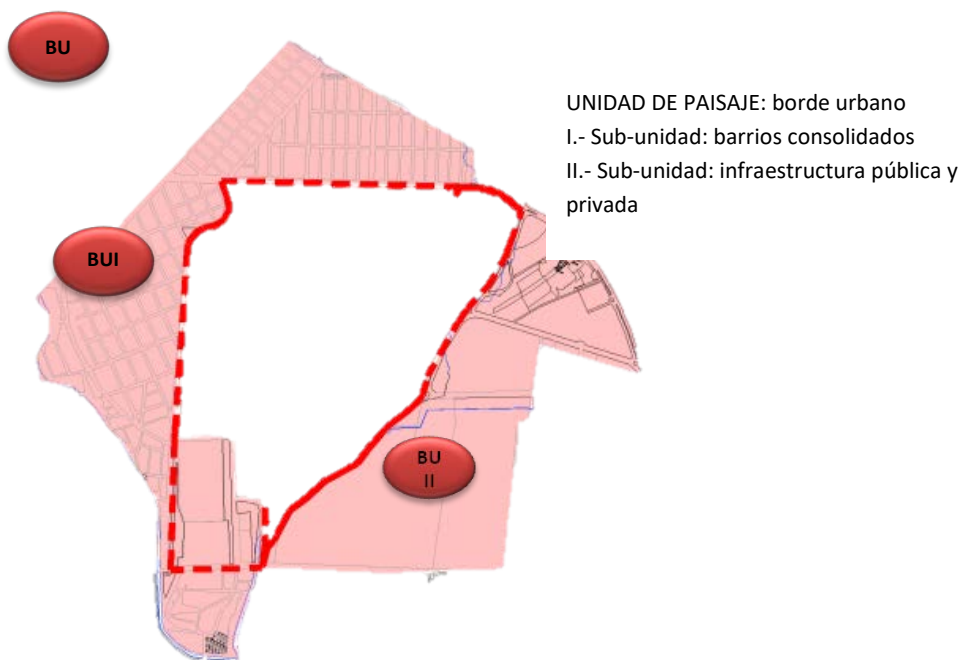 BU
UNIDAD DE PAISAJE: borde urbano
I.- Sub-unidad: barrios consolidados
II.- Sub-unidad: infraestructura pública y
privada
BUI
BU
II